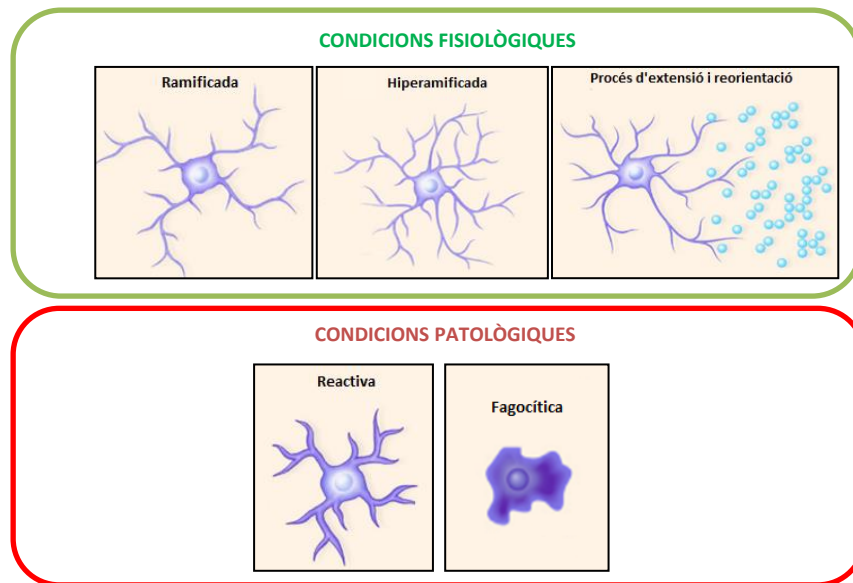 CONDICIONS FISIOLÒGIQUES
Ramificada
Hiperamificada
Procés d'extensió i reorientació
CONDICIONS PATOLÒGIQUES
Reactiva
Fagocítica